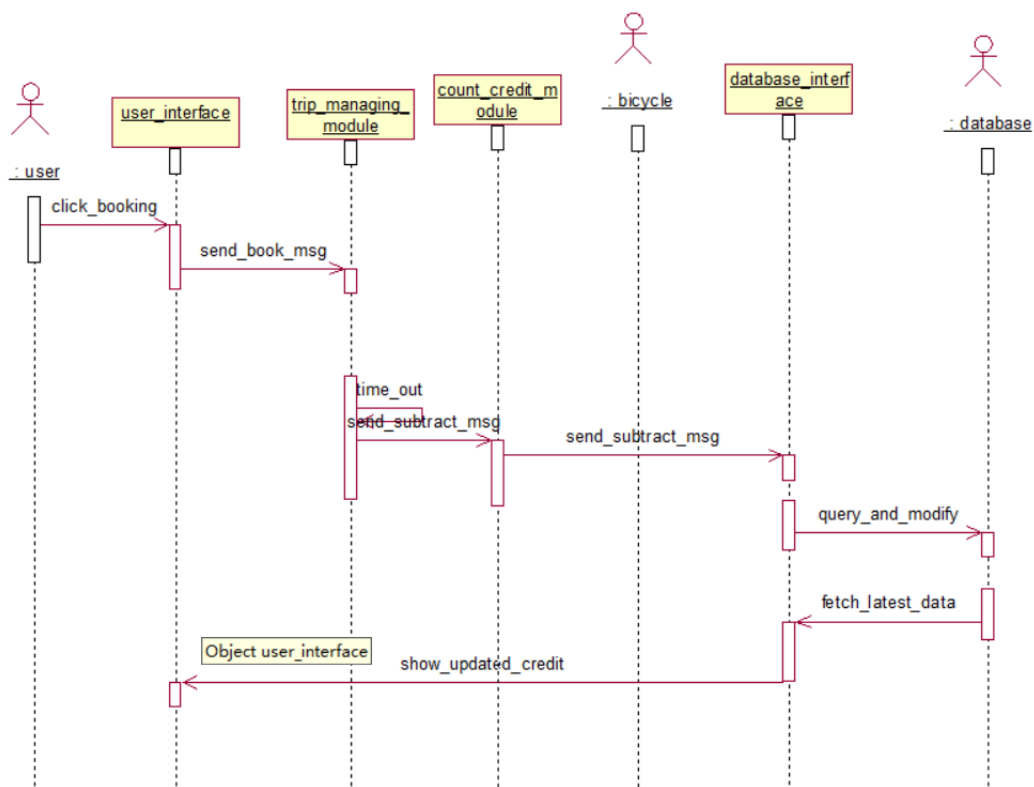 : user
user_interface
trip_managing_
module
count_credit_m
odule
: bicycle
database_interf
ace
: database
click_booking
send_book_msg
time_out
send_subtract_msg
send_subtract_msg
query_and_modify
fetch_latest_data
Object user_interface
show_updated_credit